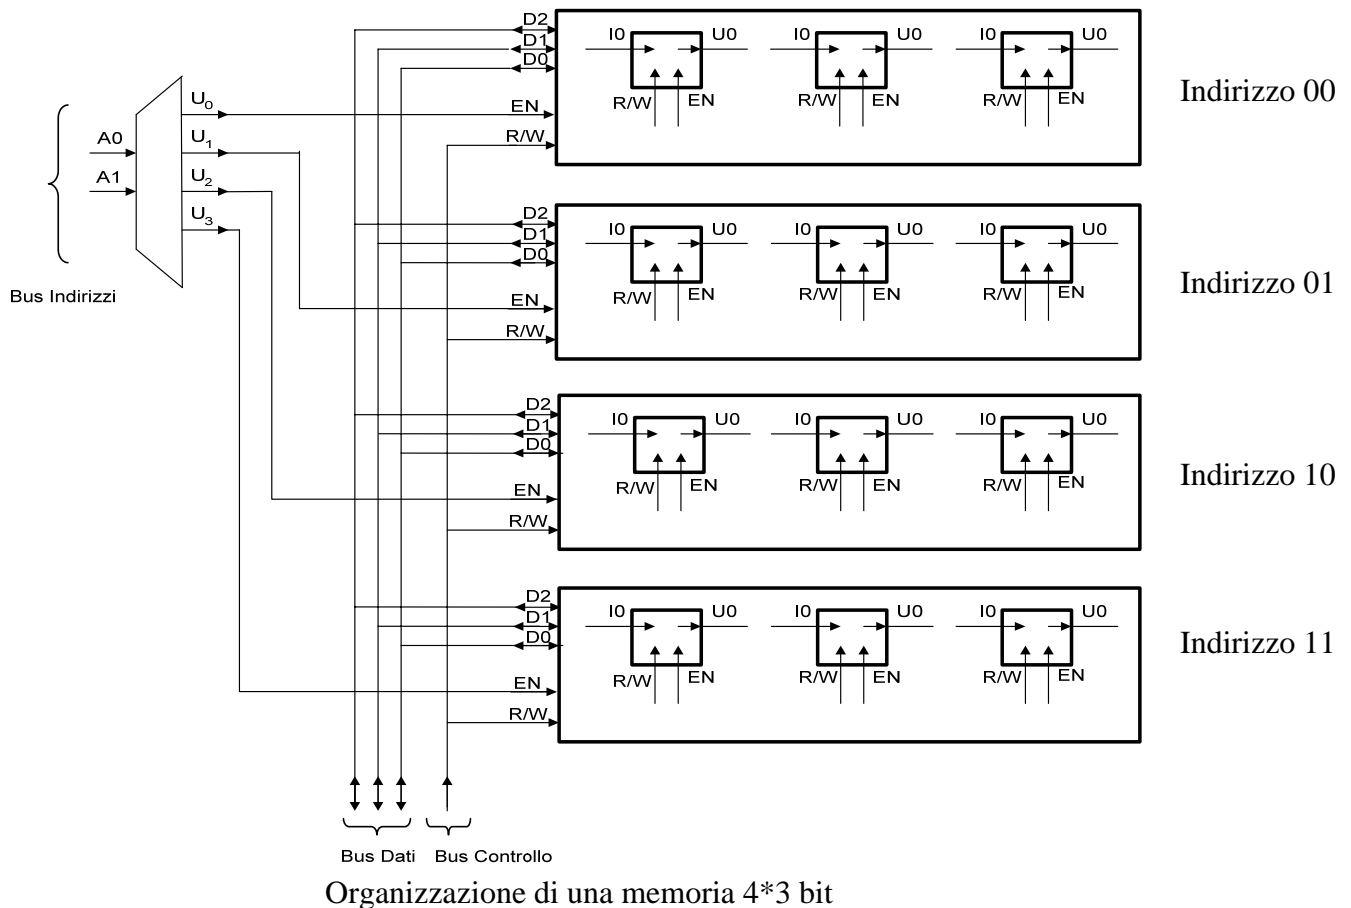 D2
D1
D0
EN
R/W
I0 U0 I0 U0 I0 U0
R/W EN R/W EN R/W EN
Indirizzo 00
A0
A1
U0
U1
U2
U3
Bus Indirizzi
D2
D1
D0
EN
R/W
I0 U0 I0 U0 I0 U0
R/W EN R/W EN R/W EN
Indirizzo 01
D2
D1
D0
EN
R/W
I0 U0 I0 U0 I0 U0
R/W EN R/W EN R/W EN
Indirizzo 10
D2
D1
D0
EN
R/W
I0 U0 I0 U0 I0 U0
R/W EN R/W EN R/W EN
Indirizzo 11
Bus Dati Bus Controllo
Organizzazione di una memoria 4*3 bit